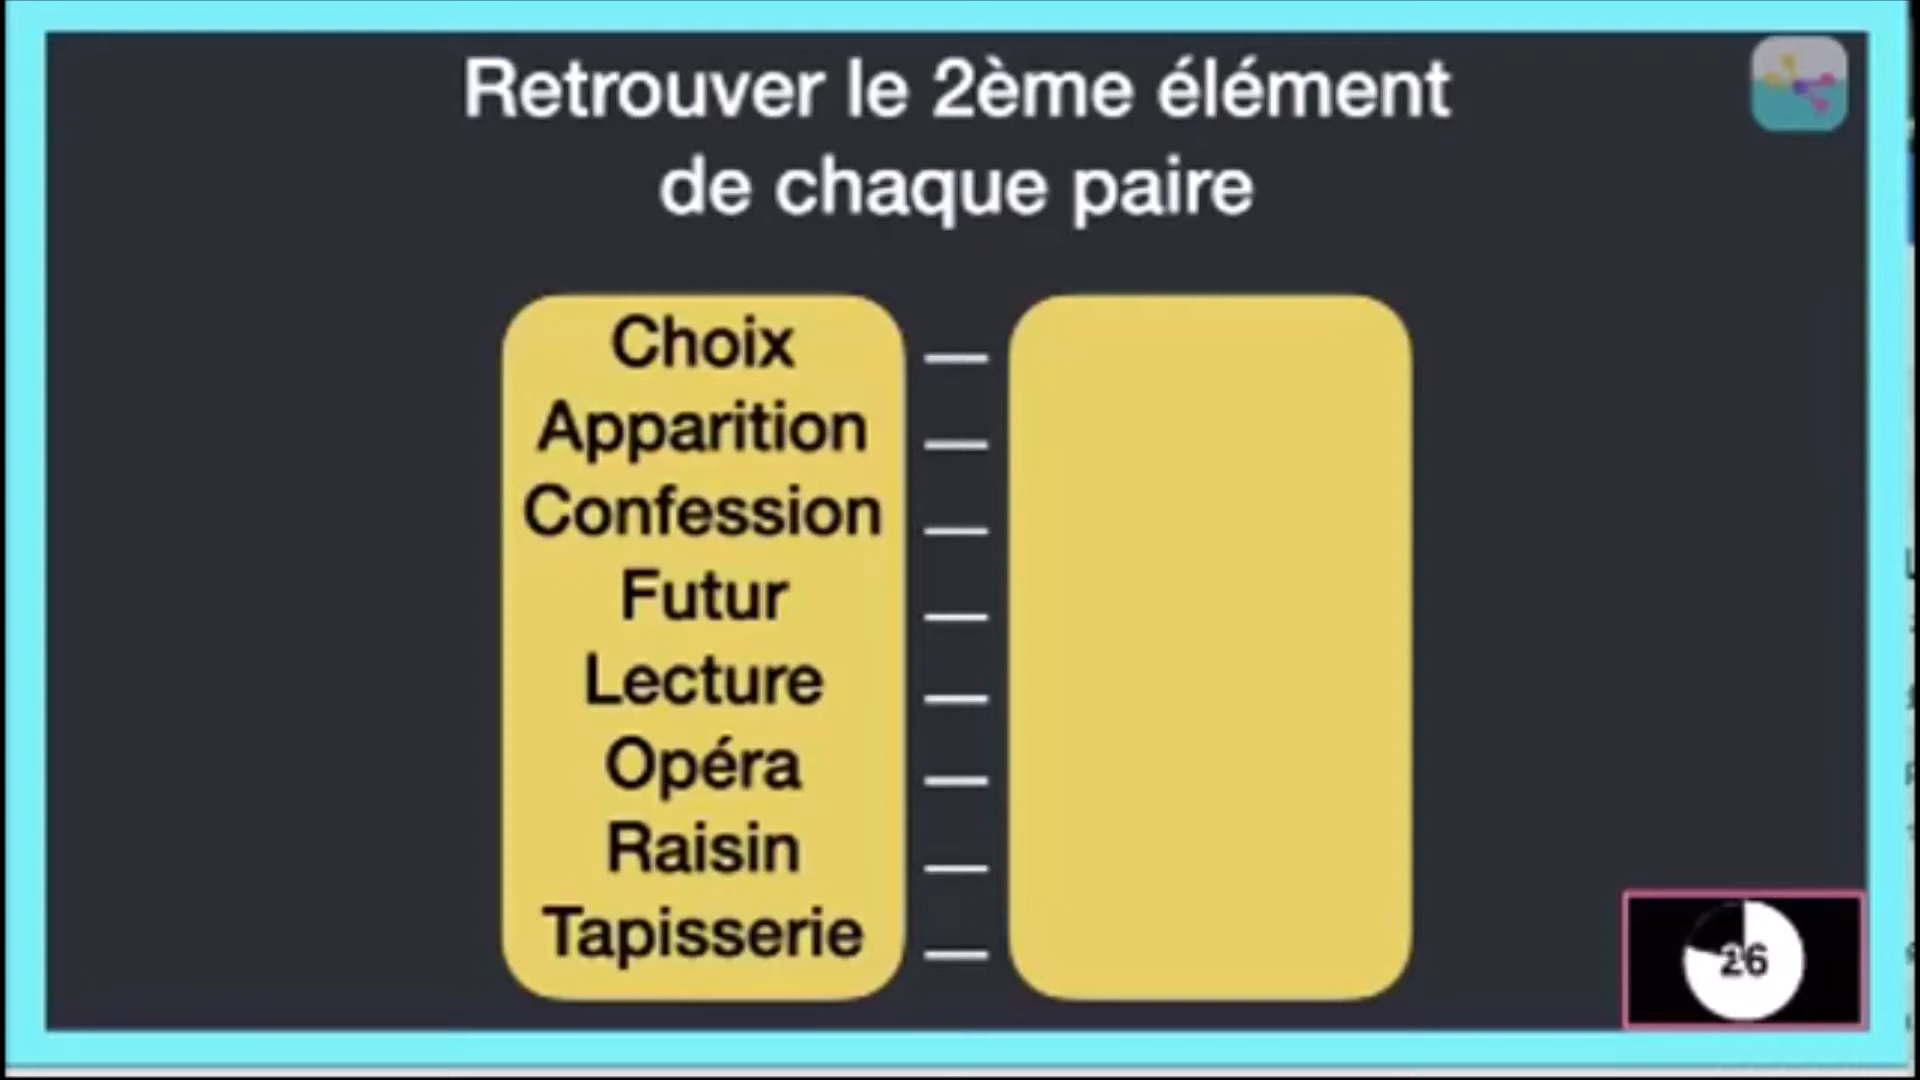 Retrouver le 2ème élément
de chaque paire
Choix
Apparition
Confession
Futur
Lecture
Opéra
Raisin
Tapisserie
26